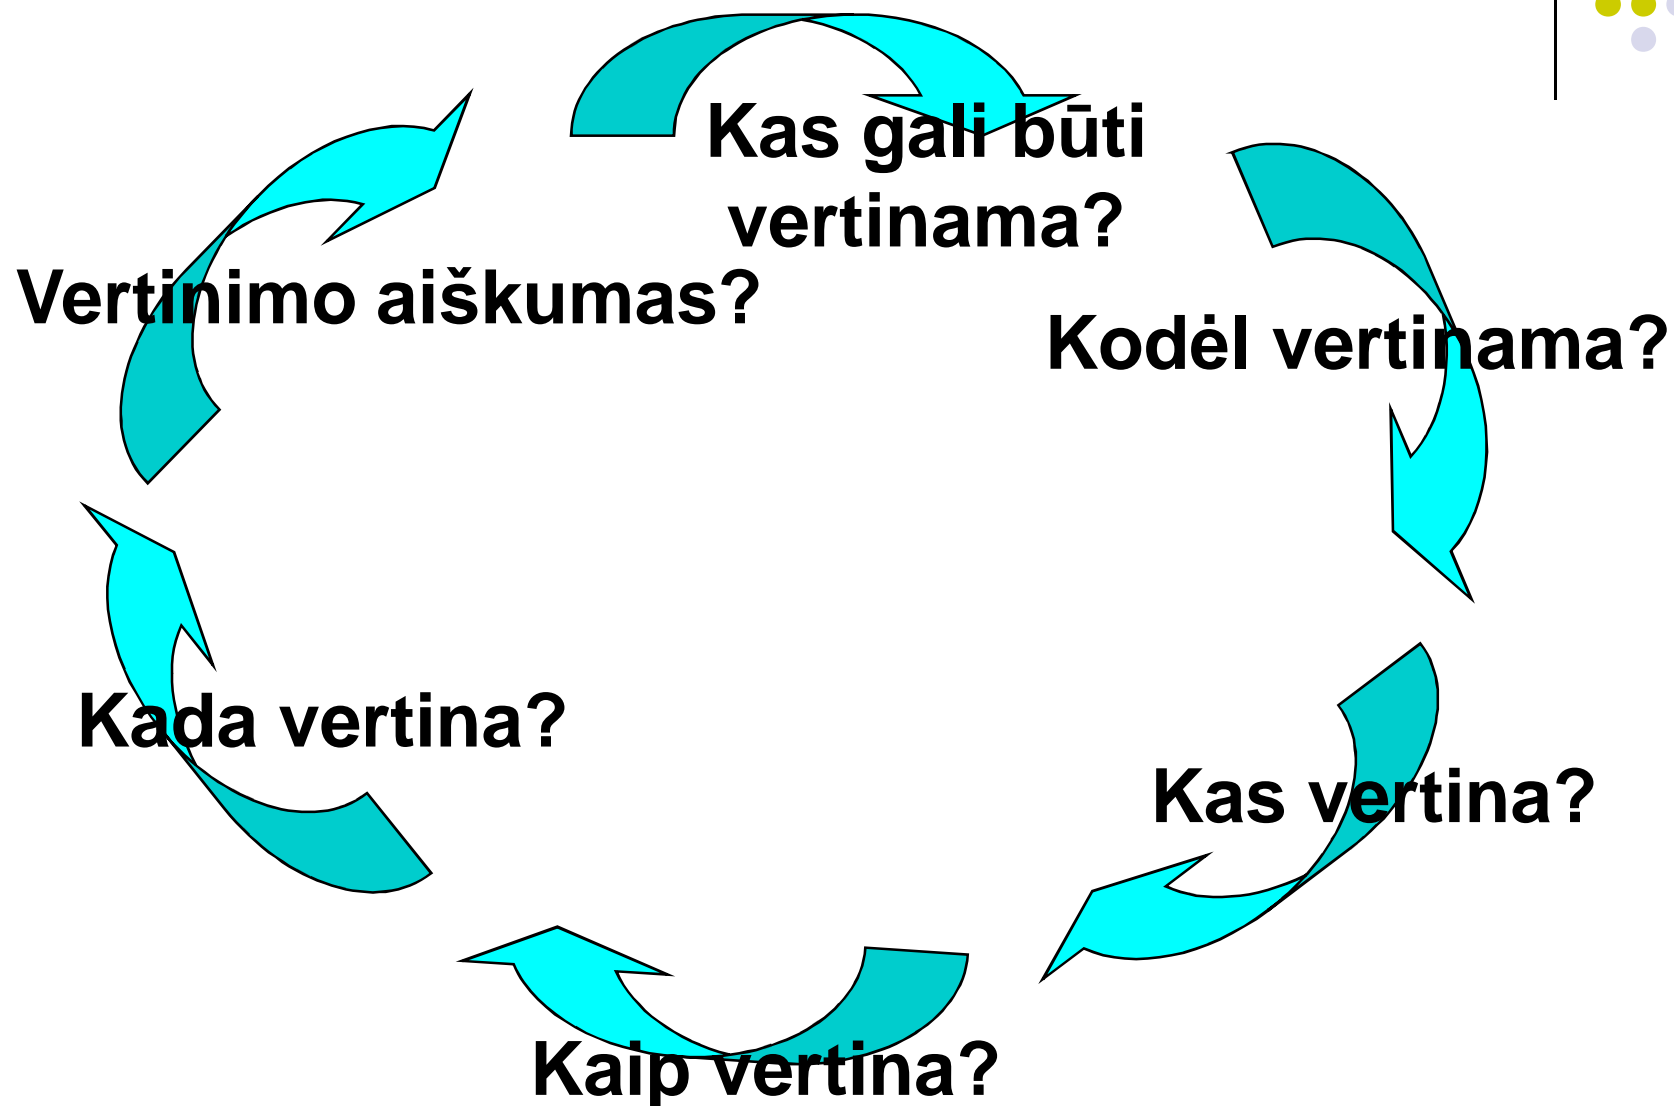 Kas gali būti
vertinama?
Vertinimo aiškumas?
Kodėl vertinama?
Kada vertina?
Kas vertina?
Kaip vertina?